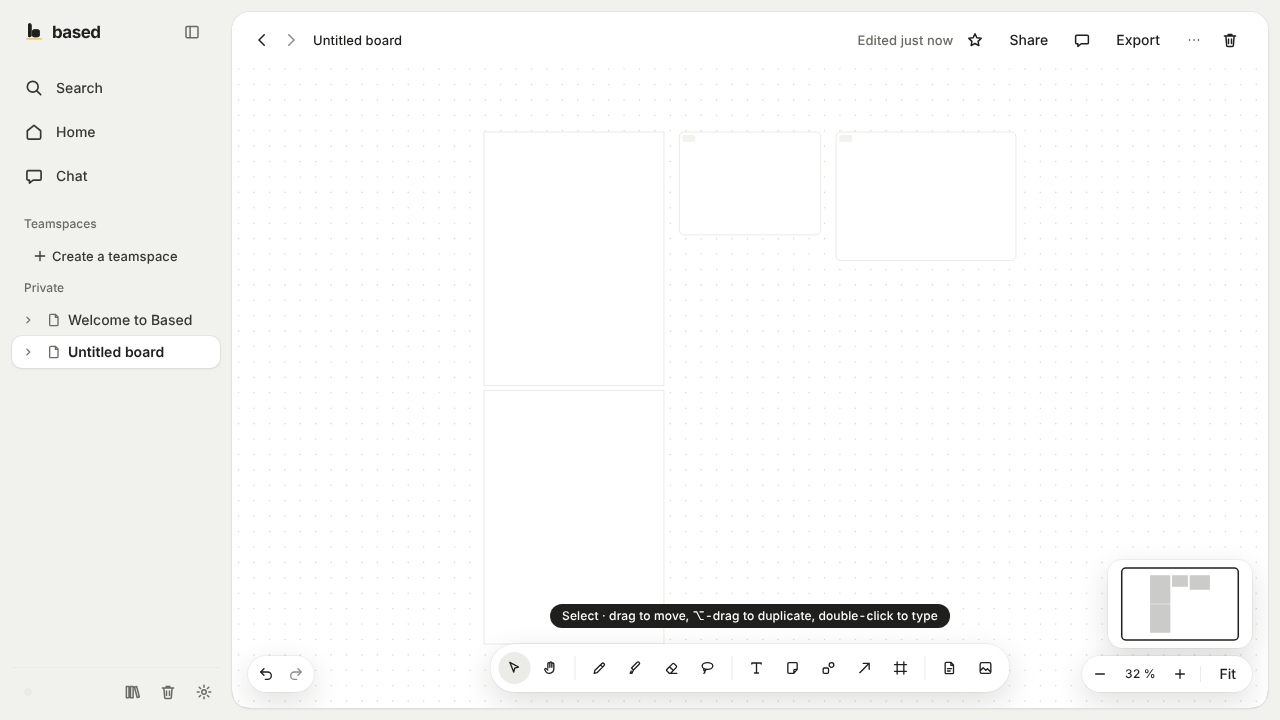 based
Untitled board
Edited just now
Share
Export
Search
Home
Chat
Teamspaces
Create a teamspace
Private
Welcome to Based
Untitled board
Select · drag to move, ⌥-drag to duplicate, double-click to type
32 %
Fit